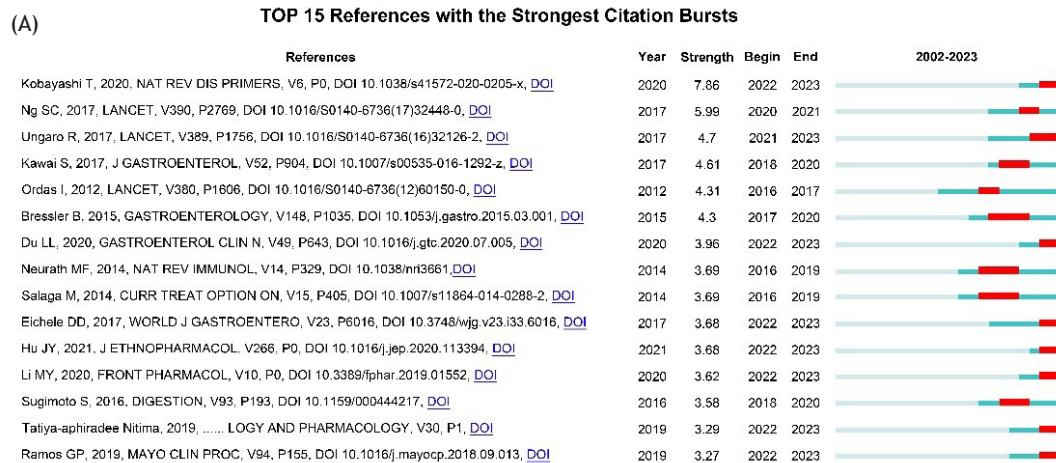 (A)
TOP 15 References with the Strongest Citation Bursts
References Year Strength Begin End 2002-2023
Kobayashi T, 2020, NAT REV DIS PRIMERS, V6, P0, DOI 10.1038/s41572-020-0205-x, DOI 2020 7.86 2022 2023
Ng SC, 2017, LANCET, V390, P2769, DOI 10.1016/S0140-6736(17)32448-0, DOI 2017 5.99 2020 2021
Ungaro R, 2017, LANCET, V389, P1756, DOI 10.1016/S0140-6736(16)32126-2, DOI 2017 4.7 2021 2023
Kawai S, 2017, J GASTROENTEROL, V52, P904, DOI 10.1007/s00535-016-1292-z, DOI 2017 4.61 2018 2020
Ordas I, 2012, LANCET, V380, P1606, DOI 10.1016/S0140-6736(12)60150-0, DOI 2012 4.31 2016 2017
Bressler B, 2015, GASTROENTEROLOGY, V148, P1035, DOI 10.1053/j.gastro.2015.03.001, DOI 2015 4.3 2017 2020
Du LL, 2020, GASTROENTEROL CLIN N, V49, P643, DOI 10.1016/j.gtc.2020.07.005, DOI 2020 3.96 2022 2023
Neurath MF, 2014, NAT REV IMMUNOL, V14, P329, DOI 10.1038/nri3661,DOI 2014 3.69 2016 2019
Salaga M, 2014, CURR TREAT OPTION ON, V15, P405, DOI 10.1007/s11864-014-0288-2, DOI 2014 3.69 2016 2019
Eichele DD, 2017, WORLD J GASTROENTERO, V23, P6016, DOI 10.3748/wjg.v23.i33.6016, DOI 2017 3.68 2022 2023
Hu JY, 2021, J ETHNOPHARMACOL, V266, P0, DOI 10.1016/j.jep.2020.113394, DOI 2021 3.68 2022 2023
Li MY, 2020, FRONT PHARMACOL, V10, P0, DOI 10.3389/fphar.2019.01552, DOI 2020 3.62 2022 2023
Sugimoto S, 2016, DIGESTION, V93, P193, DOI 10.1159/000444217, DOI 2016 3.58 2018 2020
Tatiya-aphiradee Nitima, 2019, ...... LOGY AND PHARMACOLOGY, V30, P1, DOI 2019 3.29 2022 2023
Ramos GP, 2019, MAYO CLIN PROC, V94, P155, DOI 10.1016/j.mayocp.2018.09.013, DOI 2019 3.27 2022 2023